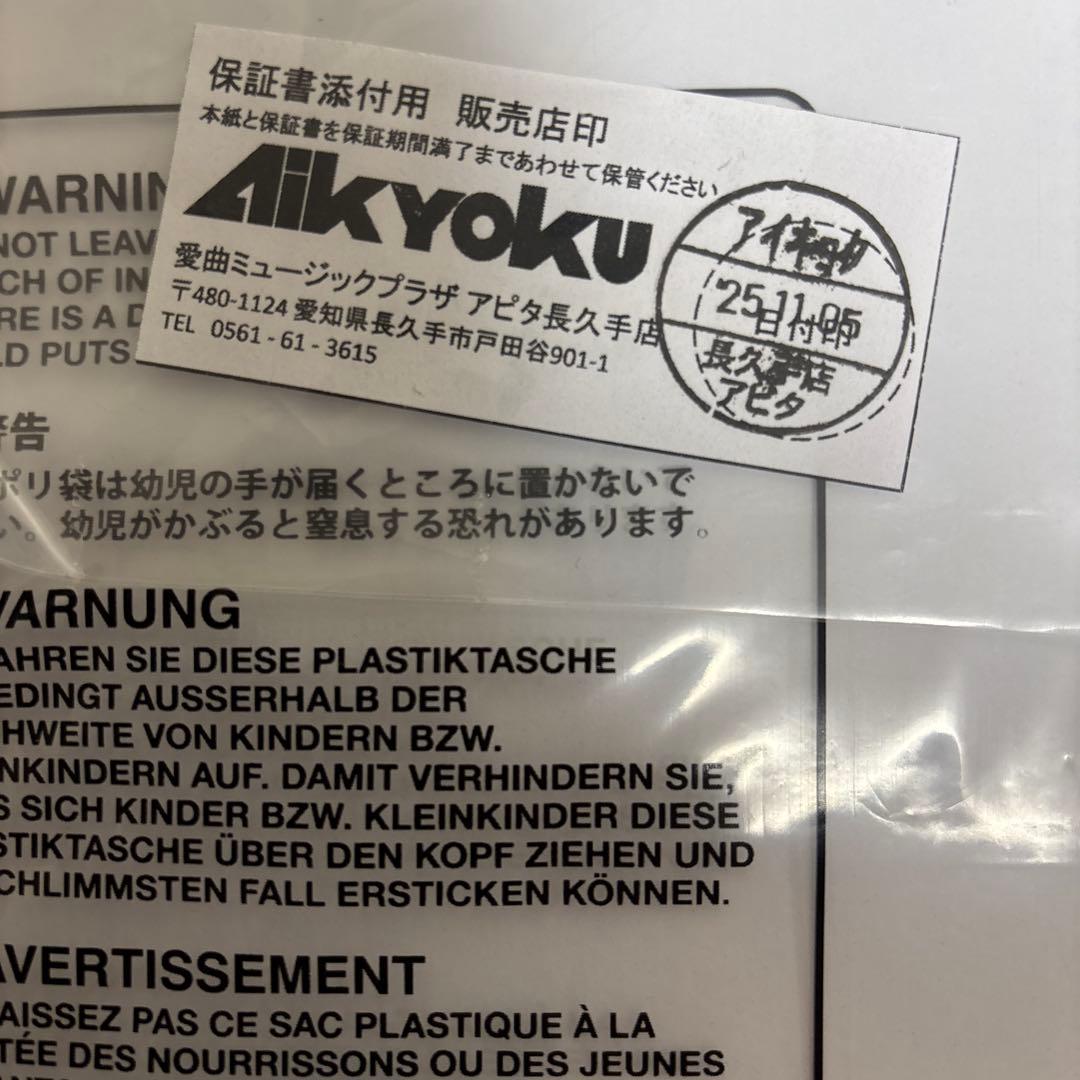 保証書添付用 販売店印
本紙と保証書を保証期間満了まであわせて保管ください
AiKYOKU
愛曲ミュージックプラザ アピタ長久手店
〒480-1124 愛知県長久手市戸田谷901-1
TEL 0561-61-3615
'25.11.05
日付印
長久手店
アピタ
WARNIN
NOT LEAV
CH OF IN
RE IS A D
LD PUTS
警告
ポリ袋は幼児の手が届くところに置かないで
い。幼児がかぶると窒息する恐れがあります。
WARNUNG
AHREN SIE DIESE PLASTIKTASCHE
EDINGT AUSSERHALB DER
HWEITE VON KINDERN BZW.
INKINDERN AUF. DAMIT VERHINDERN SIE,
S SICH KINDER BZW. KLEINKINDER DIESE
STIKTASCHE ÜBER DEN KOPF ZIEHEN UND
CHLIMMSTEN FALL ERSTICKEN KÖNNEN.
AVERTISSEMENT
AISSEZ PAS CE SAC PLASTIQUE À LA
TÉE DES NOURRISSONS OU DES JEUNES